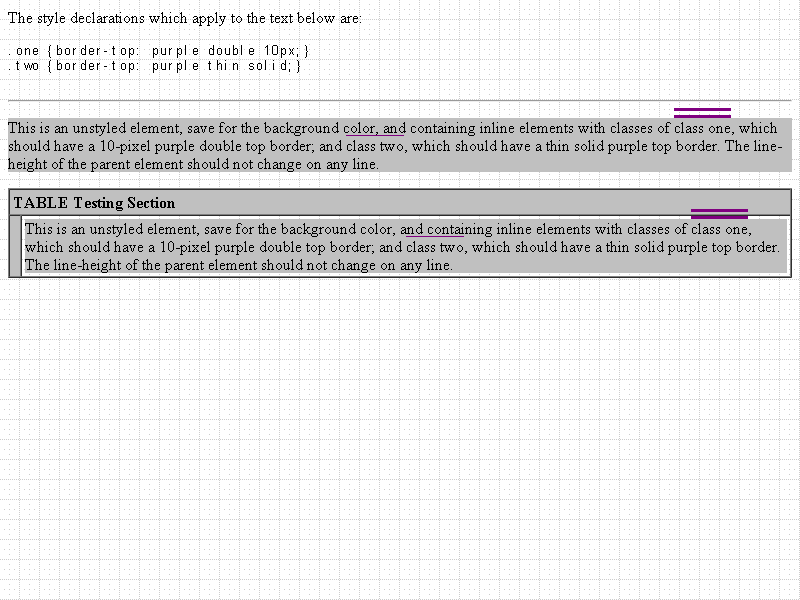 The style declarations which apply to the text below are:
.one {border-top: purple double 10px;}
.two {border-top: purple thin solid;}
This is an unstyled element, save for the background color, and containing inline elements with classes of class one, which
should have a 10-pixel purple double top border; and class two, which should have a thin solid purple top border. The line-
height of the parent element should not change on any line.
TABLE Testing Section
This is an unstyled element, save for the background color, and containing inline elements with classes of class one,
which should have a 10-pixel purple double top border; and class two, which should have a thin solid purple top border.
The line-height of the parent element should not change on any line.